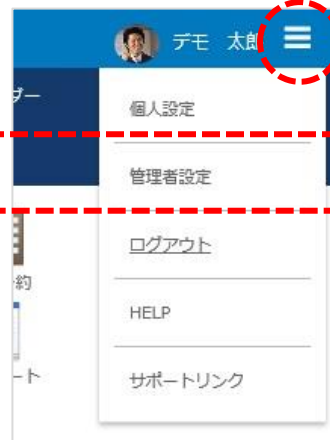 デモ 太郎
ダー
個人設定
管理者設定
ログアウト
約
HELP
ート
サポートリンク